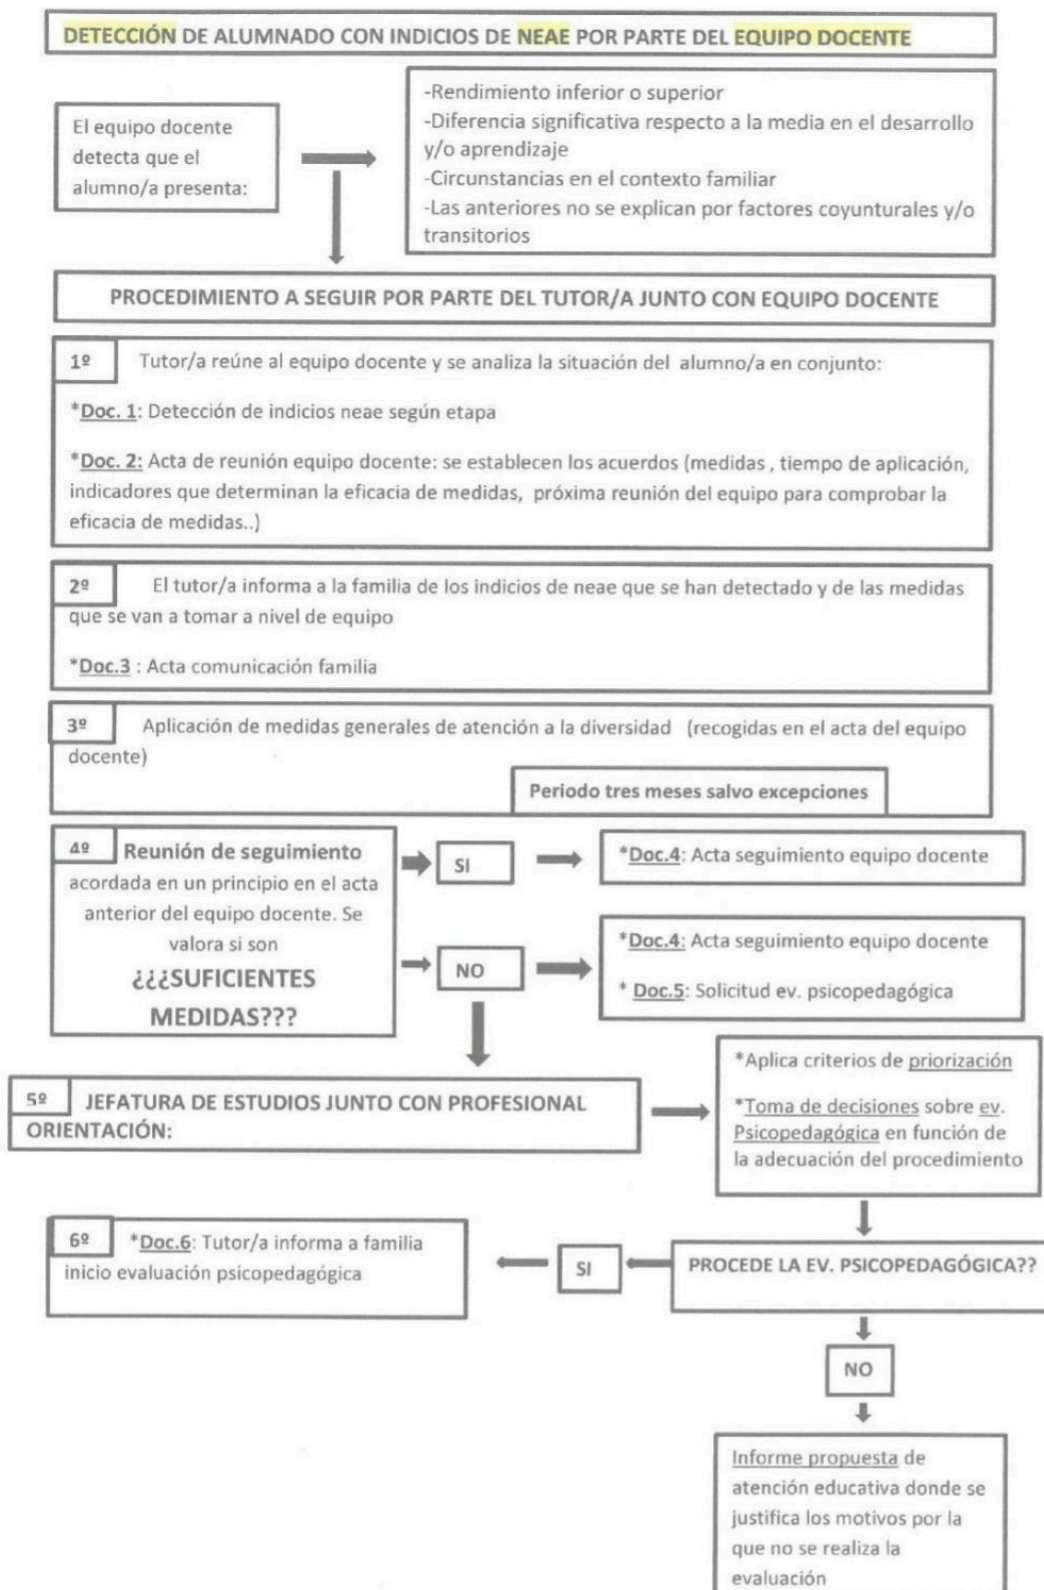 DETECCIÓN DE ALUMNADO CON INDICIOS DE NEAE POR PARTE DEL EQUIPO DOCENTE
El equipo docente
detecta que el
alumno/a presenta:
-Rendimiento inferior o superior
-Diferencia significativa respecto a la media en el desarrollo
y/o aprendizaje
-Circunstancias en el contexto familiar
-Las anteriores no se explican por factores coyunturales y/o
transitorios
PROCEDIMIENTO A SEGUIR POR PARTE DEL TUTOR/A JUNTO CON EQUIPO DOCENTE
1º Tutor/a reúne al equipo docente y se analiza la situación del alumno/a en conjunto:
*Doc. 1: Detección de indicios neae según etapa
*Doc. 2: Acta de reunión equipo docente: se establecen los acuerdos (medidas , tiempo de aplicación,
indicadores que determinan la eficacia de medidas, próxima reunión del equipo para comprobar la
eficacia de medidas..)
2º El tutor/a informa a la familia de los indicios de neae que se han detectado y de las medidas
que se van a tomar a nivel de equipo
*Doc.3 : Acta comunicación familia
3º Aplicación de medidas generales de atención a la diversidad (recogidas en el acta del equipo
docente)
Periodo tres meses salvo excepciones
4º Reunión de seguimiento
acordada en un principio en el acta
anterior del equipo docente. Se
valora si son
¿¿¿SUFICIENTES
MEDIDAS???
SI
*Doc.4: Acta seguimiento equipo docente
NO
*Doc.4: Acta seguimiento equipo docente
* Doc.5: Solicitud ev. psicopedagógica
5º JEFATURA DE ESTUDIOS JUNTO CON PROFESIONAL
ORIENTACIÓN:
*Aplica criterios de priorización
*Toma de decisiones sobre ev.
Psicopedagógica en función de
la adecuación del procedimiento
PROCEDE LA EV. PSICOPEDAGÓGICA??
SI
6º *Doc.6: Tutor/a informa a familia
inicio evaluación psicopedagógica
NO
Informe propuesta de
atención educativa donde se
justifica los motivos por la
que no se realiza la
evaluación